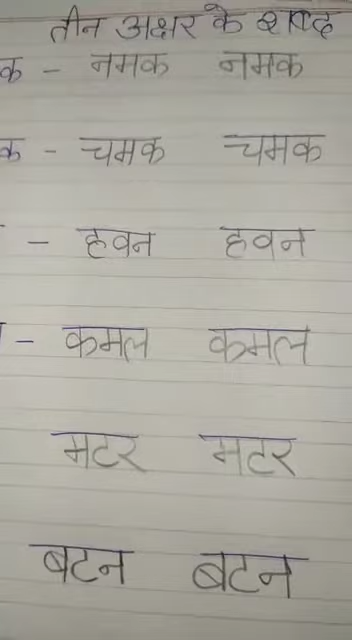 तीन अक्षर के शब्द
क - नमक नमक
क - चमक चमक
- हवन हवन
- कमल कमल
मटर मटर
बटन बटन